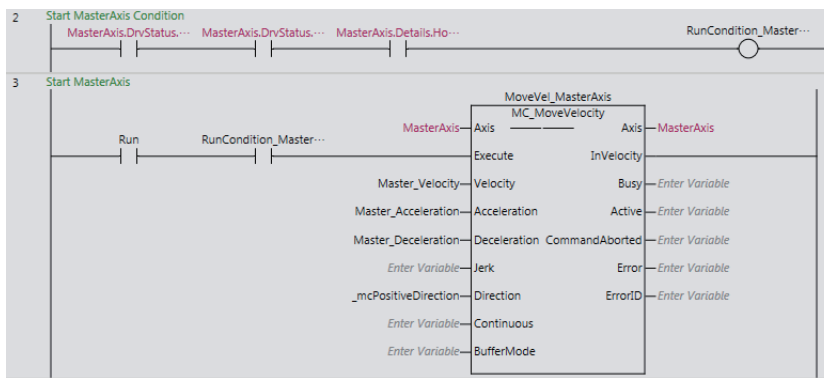 2 Start MasterAxis Condition
MasterAxis.DrvStatus.··· MasterAxis.DrvStatus.··· MasterAxis.Details.Ho··· RunCondition_Master···
3 Start MasterAxis
MoveVel_MasterAxis
MC_MoveVelocity
MasterAxis Axis Axis MasterAxis
Run RunCondition_Master···
Execute InVelocity
Master_Velocity Velocity Busy Enter Variable
Master_Acceleration Acceleration Active Enter Variable
Master_Deceleration Deceleration CommandAborted Enter Variable
Enter Variable Jerk Error Enter Variable
_mcPositiveDirection Direction ErrorID Enter Variable
Enter Variable Continuous
Enter Variable BufferMode